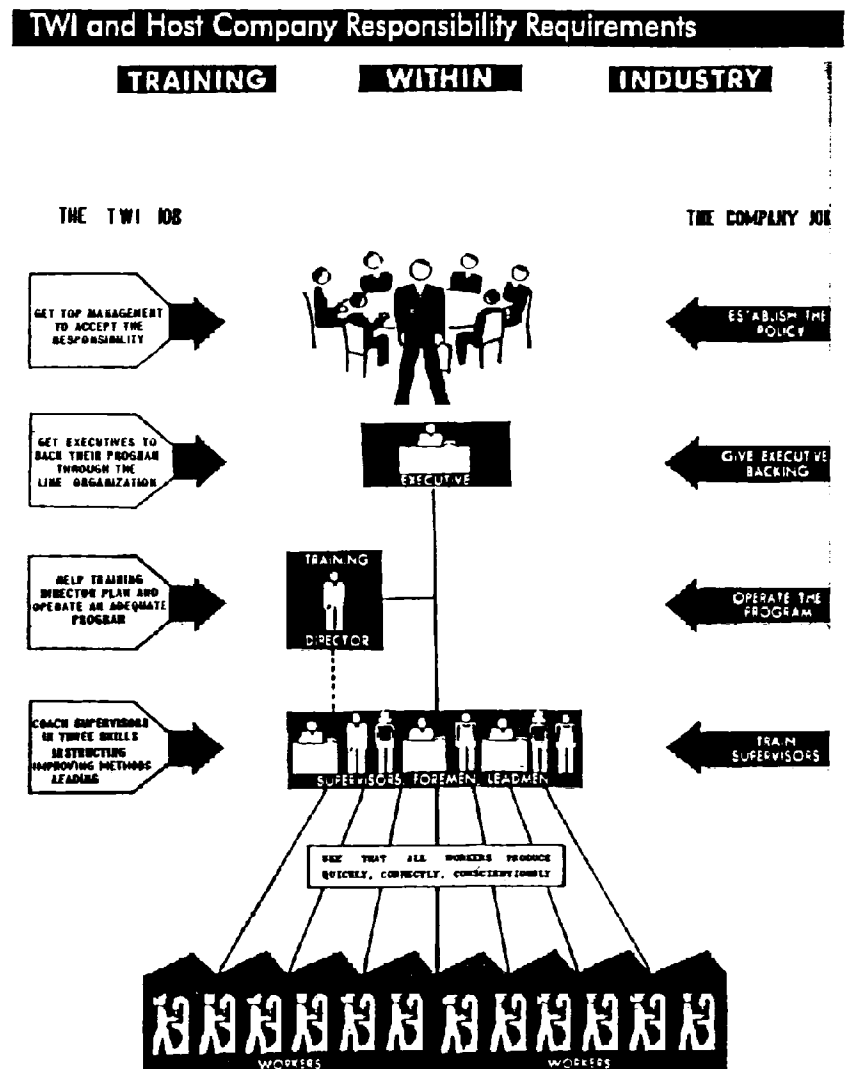 TWI and Host Company Responsibility Requirements
TRAINING WITHIN INDUSTRY
THE TWI JOB
THE COMPANY JOB
GET TOP MANAGEMENT
TO ACCEPT THE
RESPONSIBILITY
ESTABLISH THE
POLICY
GET EXECUTIVES TO
BACK THEIR PROGRAM
THROUGH THE
LINE ORGANIZATION
EXECUTIVE
GIVE EXECUTIVE
BACKING
HELP TRAINING
DIRECTOR PLAN AND
OPERATE AN ADEQUATE
PROGRAM
TRAINING
DIRECTOR
OPERATE THE
PROGRAM
COACH SUPERVISORS
IN THREE SKILLS
INSTRUCTING
IMPROVING METHODS
LEADING
SUPERVISORS, FOREMEN, LEADMEN
TRAIN
SUPERVISORS
SEE THAT ALL WORKERS PRODUCE
QUICKLY, CORRECTLY, CONSCIENTIOUSLY
WORKERS WORKERS